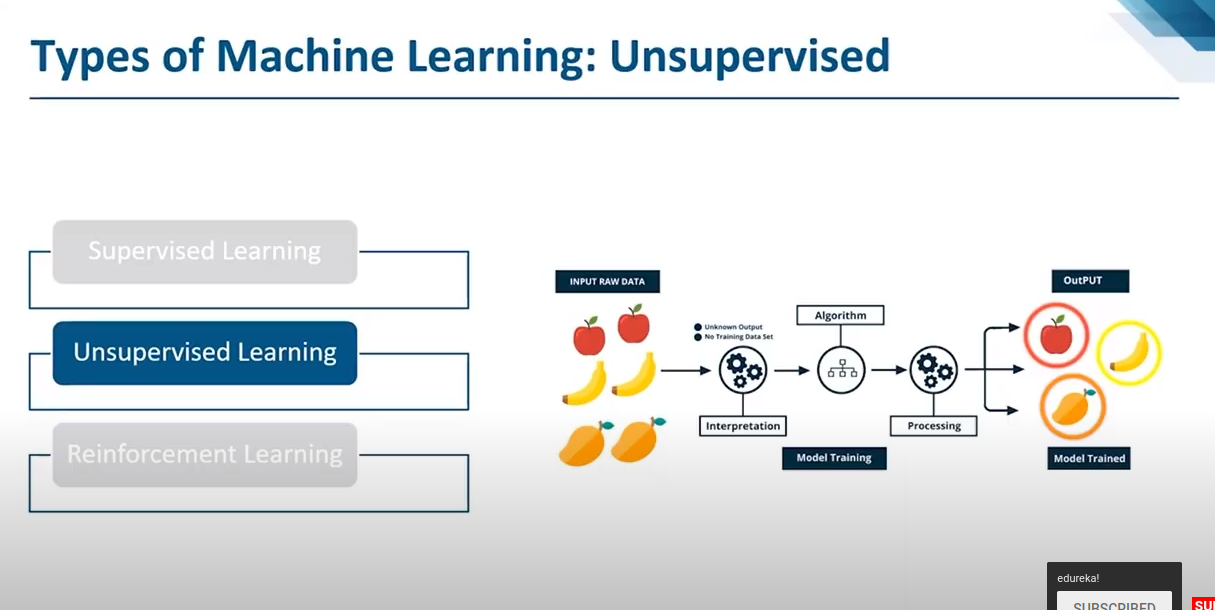 Types of Machine Learning: Unsupervised
Supervised Learning
Unsupervised Learning
Reinforcement Learning
INPUT RAW DATA
Unknown Output
No Training Data Set
Interpretation
Algorithm
Processing
Model Training
OutPUT
Model Trained
edureka!
SUBSCRIBED